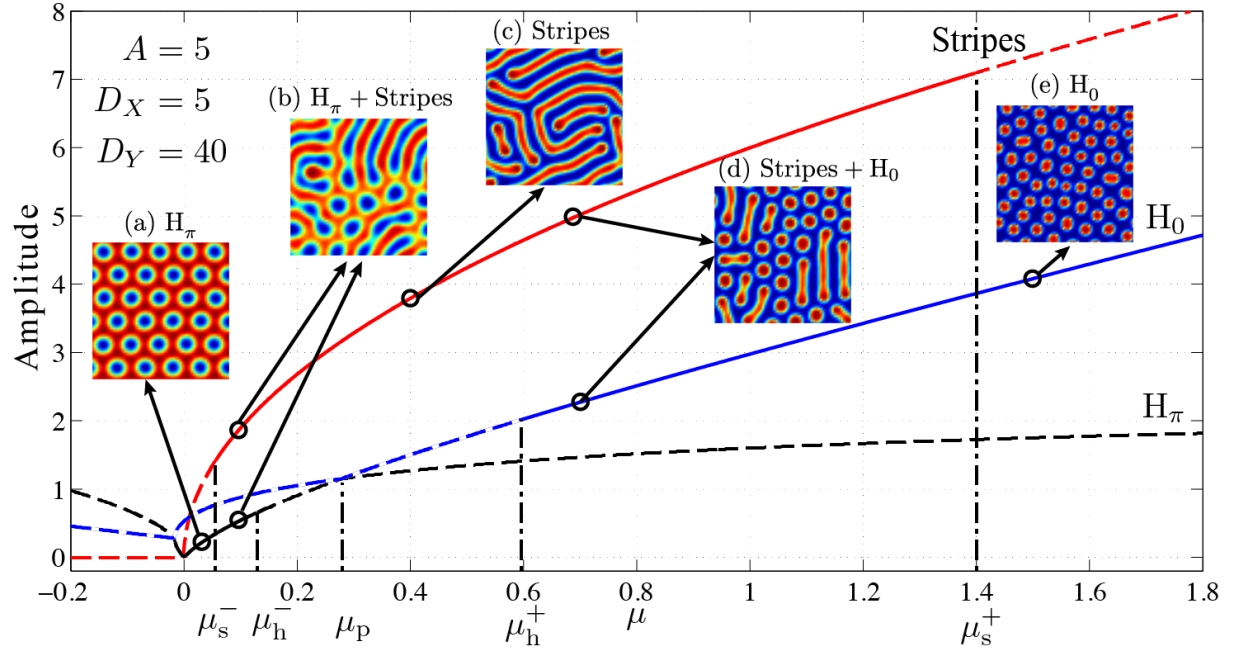 A = 5
D_X = 5
D_Y = 40
(a) H_π
(b) H_π + Stripes
(c) Stripes
(d) Stripes + H_0
(e) H_0
Stripes
H_0
H_π
Amplitude
8
7
6
5
4
3
2
1
0
−0.2
0
0.2
0.4
0.6
0.8
1
1.2
1.4
1.6
1.8
μ_s^−
μ_h^−
μ_p
μ_h^+
μ
μ_s^+